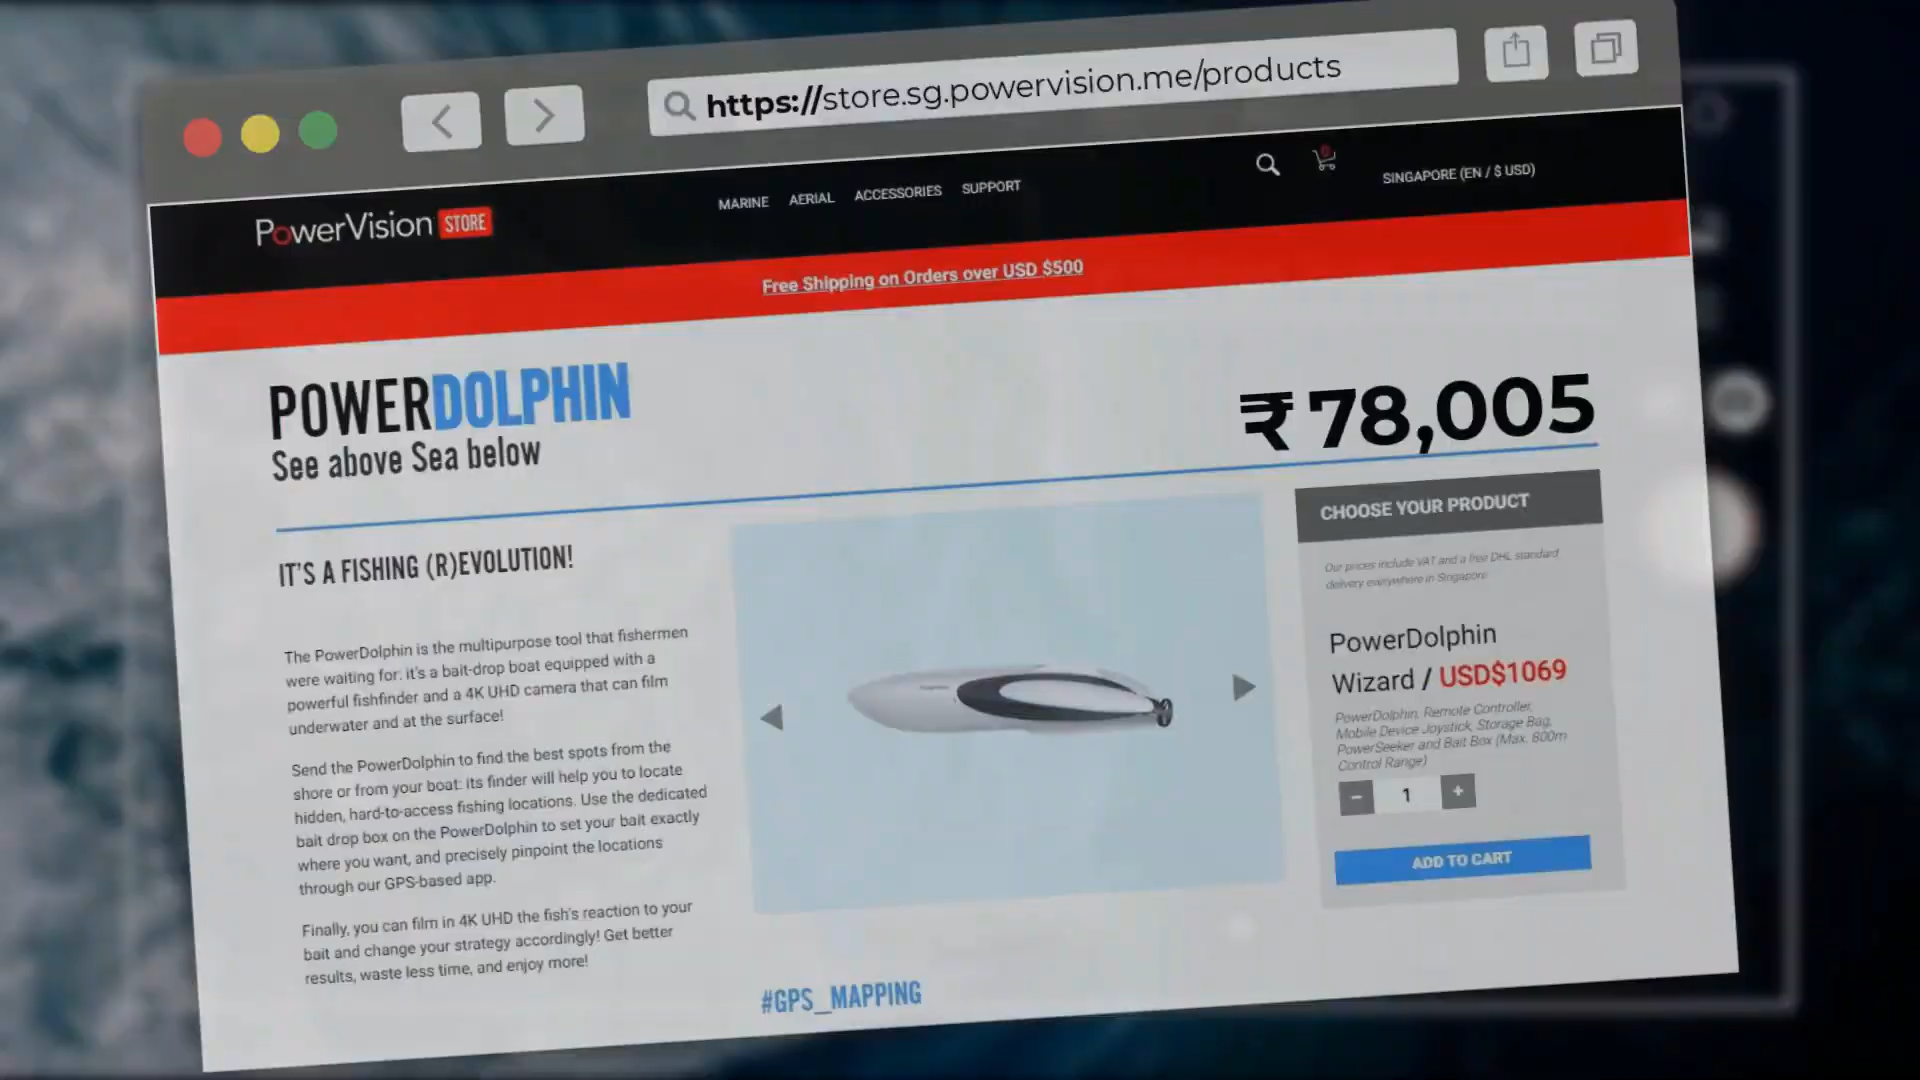 https://store.sg.powervision.me/products
PowerVision STORE
MARINE AERIAL ACCESSORIES SUPPORT
0
SINGAPORE (EN / $ USD)
Free Shipping on Orders over USD $500
POWERDOLPHIN
See above Sea below
₹78,005
IT'S A FISHING (R)EVOLUTION!
The PowerDolphin is the multipurpose tool that fishermen
were waiting for: it's a bait-drop boat equipped with a
powerful fishfinder and a 4K UHD camera that can film
underwater and at the surface!
Send the PowerDolphin to find the best spots from the
shore or from your boat: its finder will help you to locate
hidden, hard-to-access fishing locations. Use the dedicated
bait drop box on the PowerDolphin to set your bait exactly
where you want, and precisely pinpoint the locations
through our GPS-based app.
Finally, you can film in 4K UHD the fish's reaction to your
bait and change your strategy accordingly! Get better
results, waste less time, and enjoy more!
#GPS_MAPPING
CHOOSE YOUR PRODUCT
Our prices include VAT and a free DHL standard
delivery everywhere in Singapore
PowerDolphin
Wizard / USD$1069
PowerDolphin, Remote Controller,
Mobile Device Joystick, Storage Bag,
PowerSeeker and Bait Box (Max. 800m
Control Range)
- 1 +
ADD TO CART